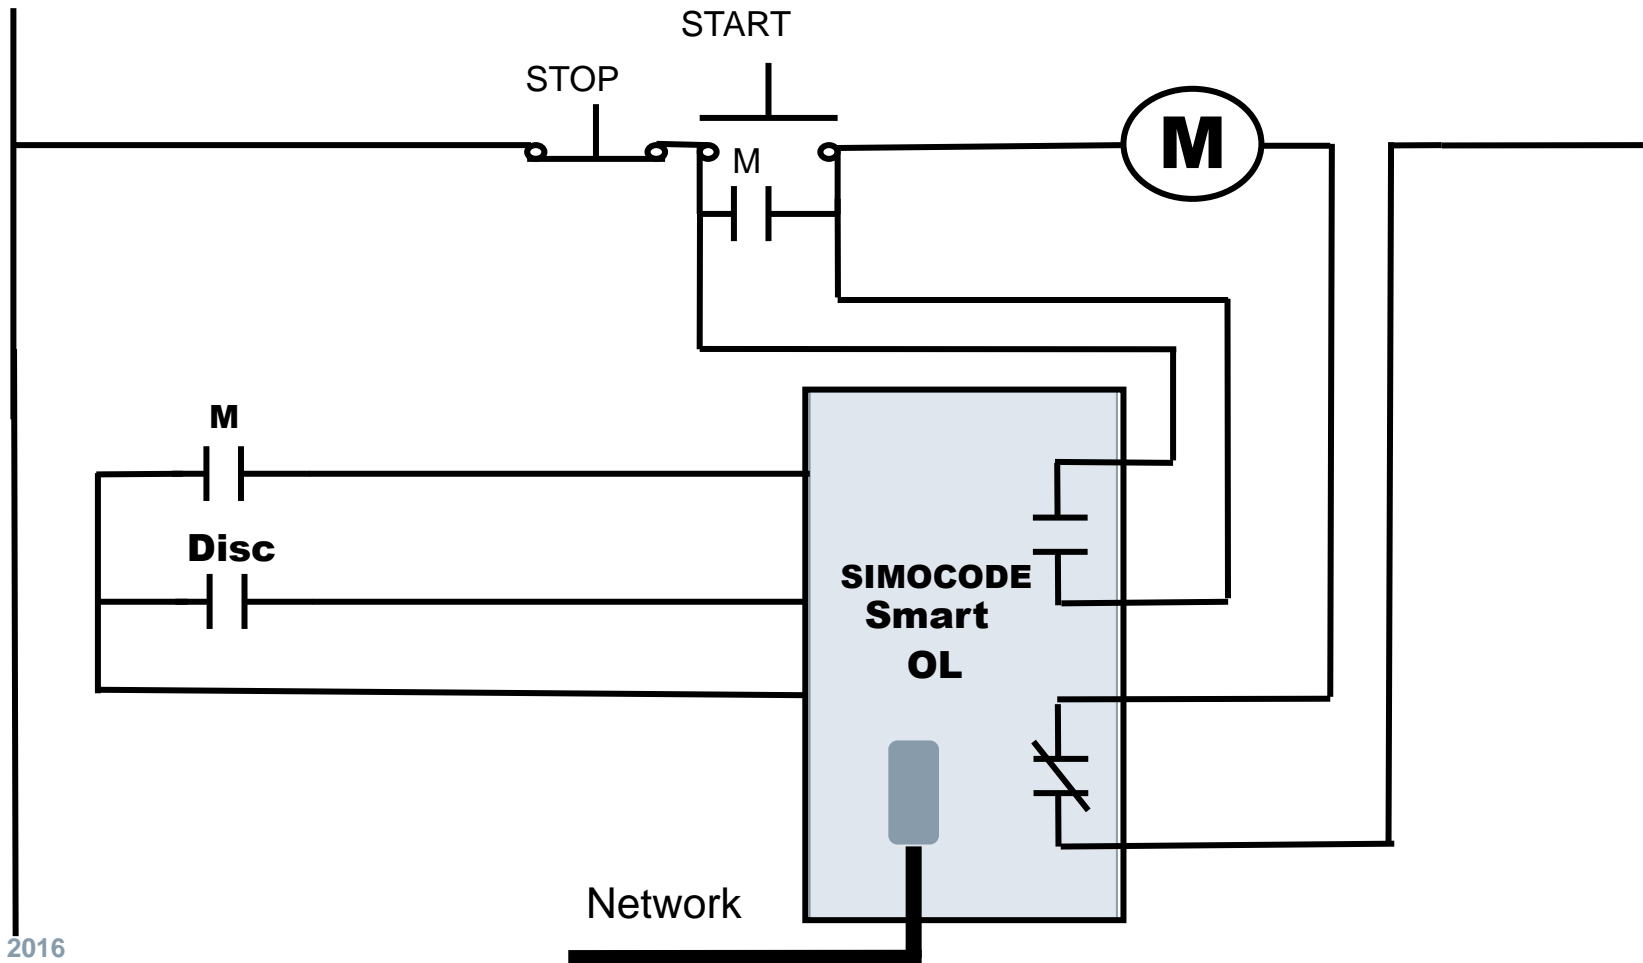 START
STOP
M
M
M
Disc
SIMOCODE
Smart
OL
Network
2016